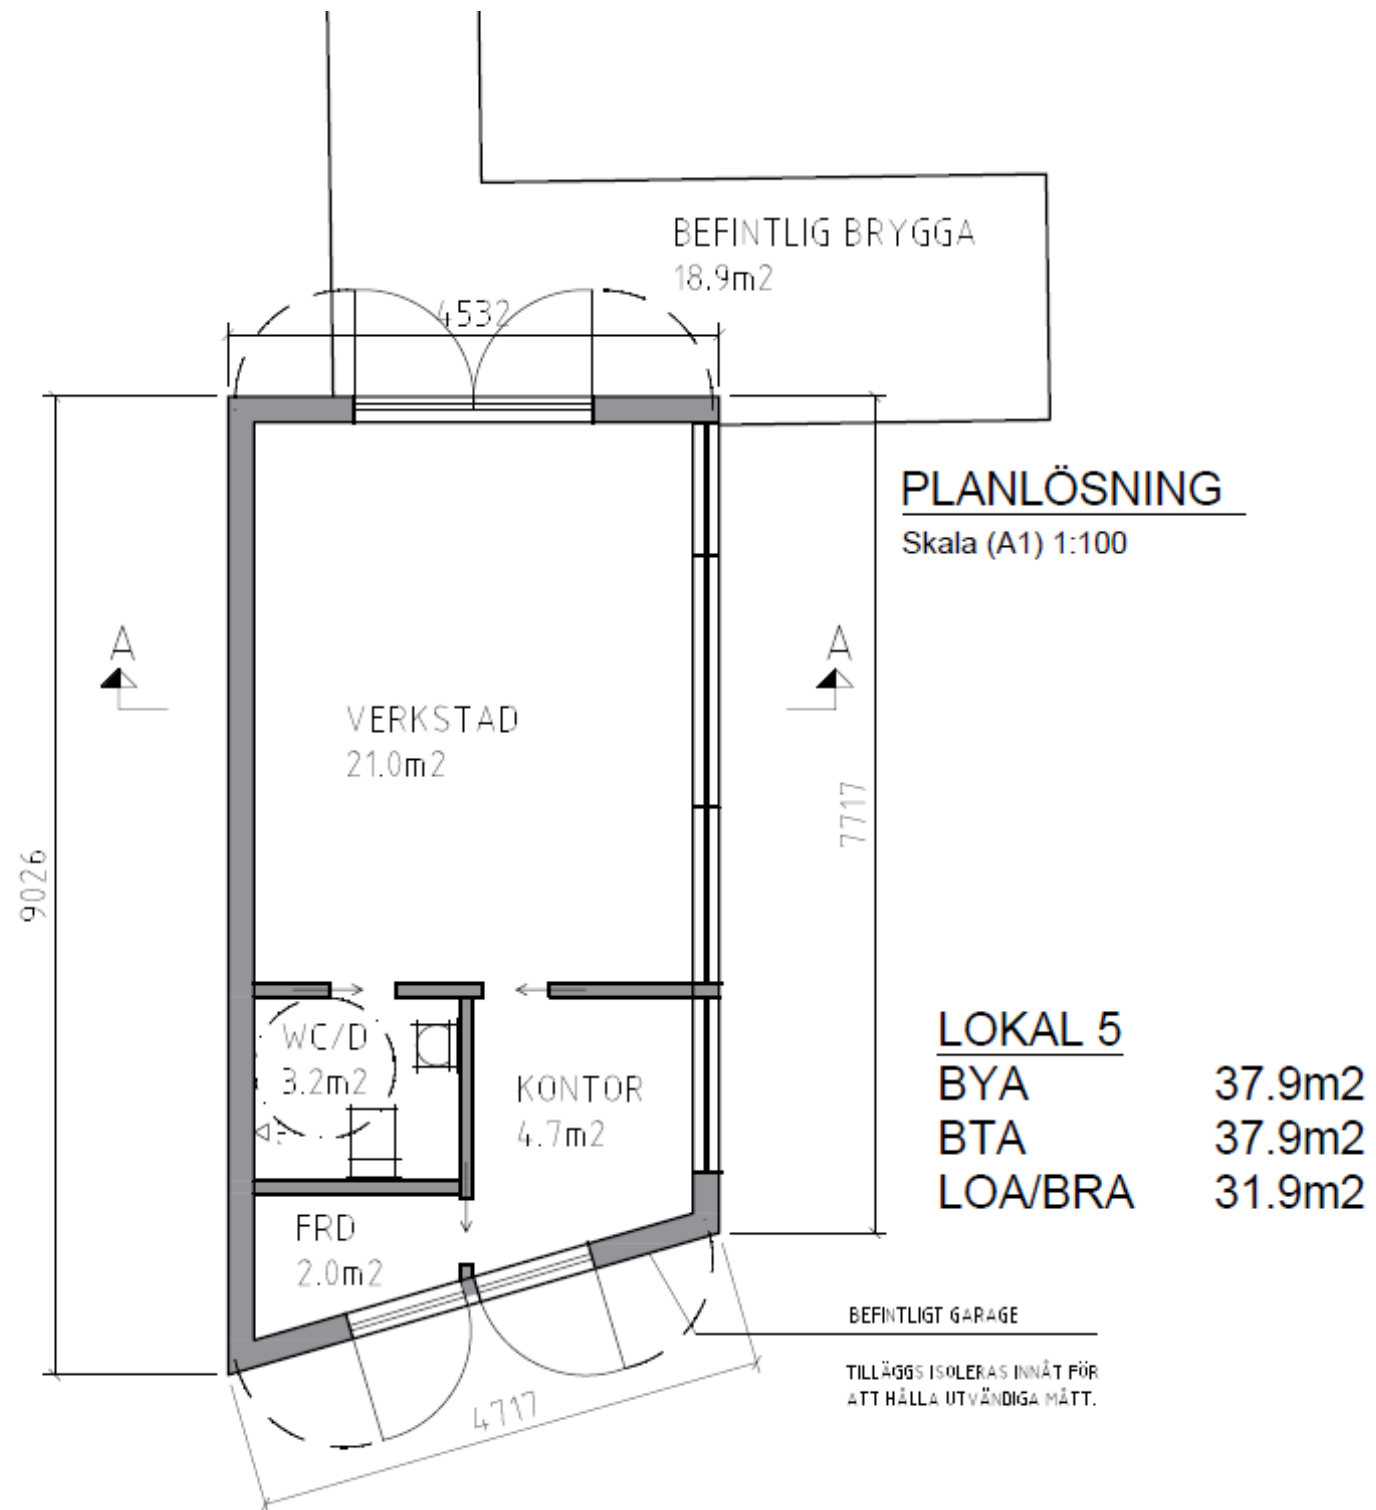 BEFINTLIG BRYGGA
18.9m2
4532
PLANLÖSNING
Skala (A1) 1:100
A
A
VERKSTAD
21.0m2
7717
9026
WC/D
3.2m2
KONTOR
4.7m2
LOKAL 5
BYA 37.9m2
BTA 37.9m2
LOA/BRA 31.9m2
FRD
2.0m2
BEFINTLIGT GARAGE
TILLÄGGSISOLERAS INNÅT FÖR
ATT HÅLLA UTVÄNDIGA MÅTT.
4717